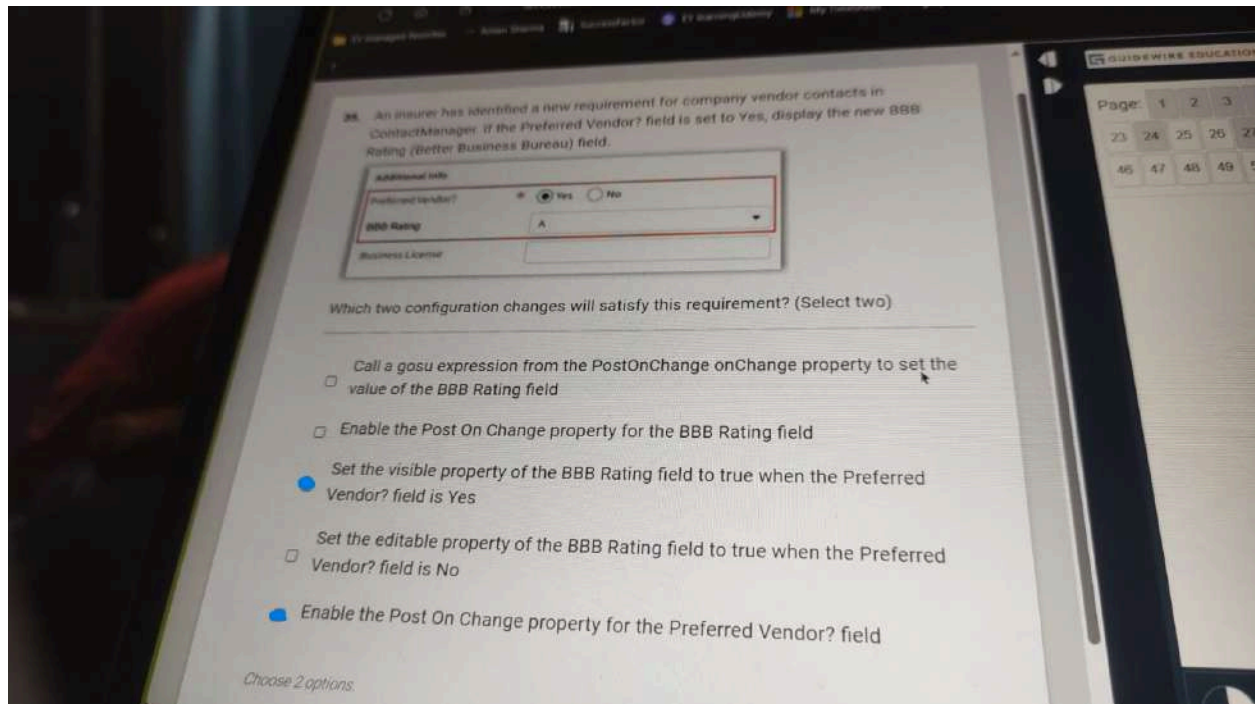 EY Managed Favorites
SuccessFactor
GUIDEWIRE EDUCATIO
Page: 1 2 3
23 24 25 26 27
46 47 48 49 5
An insurer has identified a new requirement for company vendor contacts in
ContactManager. If the Preferred Vendor? field is set to Yes, display the new BBB
Rating (Better Business Bureau) field.
Additional Info
Preferred Vendor? * Yes No
BBB Rating A
Business License
Which two configuration changes will satisfy this requirement? (Select two)
Call a gosu expression from the PostOnChange onChange property to set the
value of the BBB Rating field
Enable the Post On Change property for the BBB Rating field
Set the visible property of the BBB Rating field to true when the Preferred
Vendor? field is Yes
Set the editable property of the BBB Rating field to true when the Preferred
Vendor? field is No
Enable the Post On Change property for the Preferred Vendor? field
Choose 2 options.